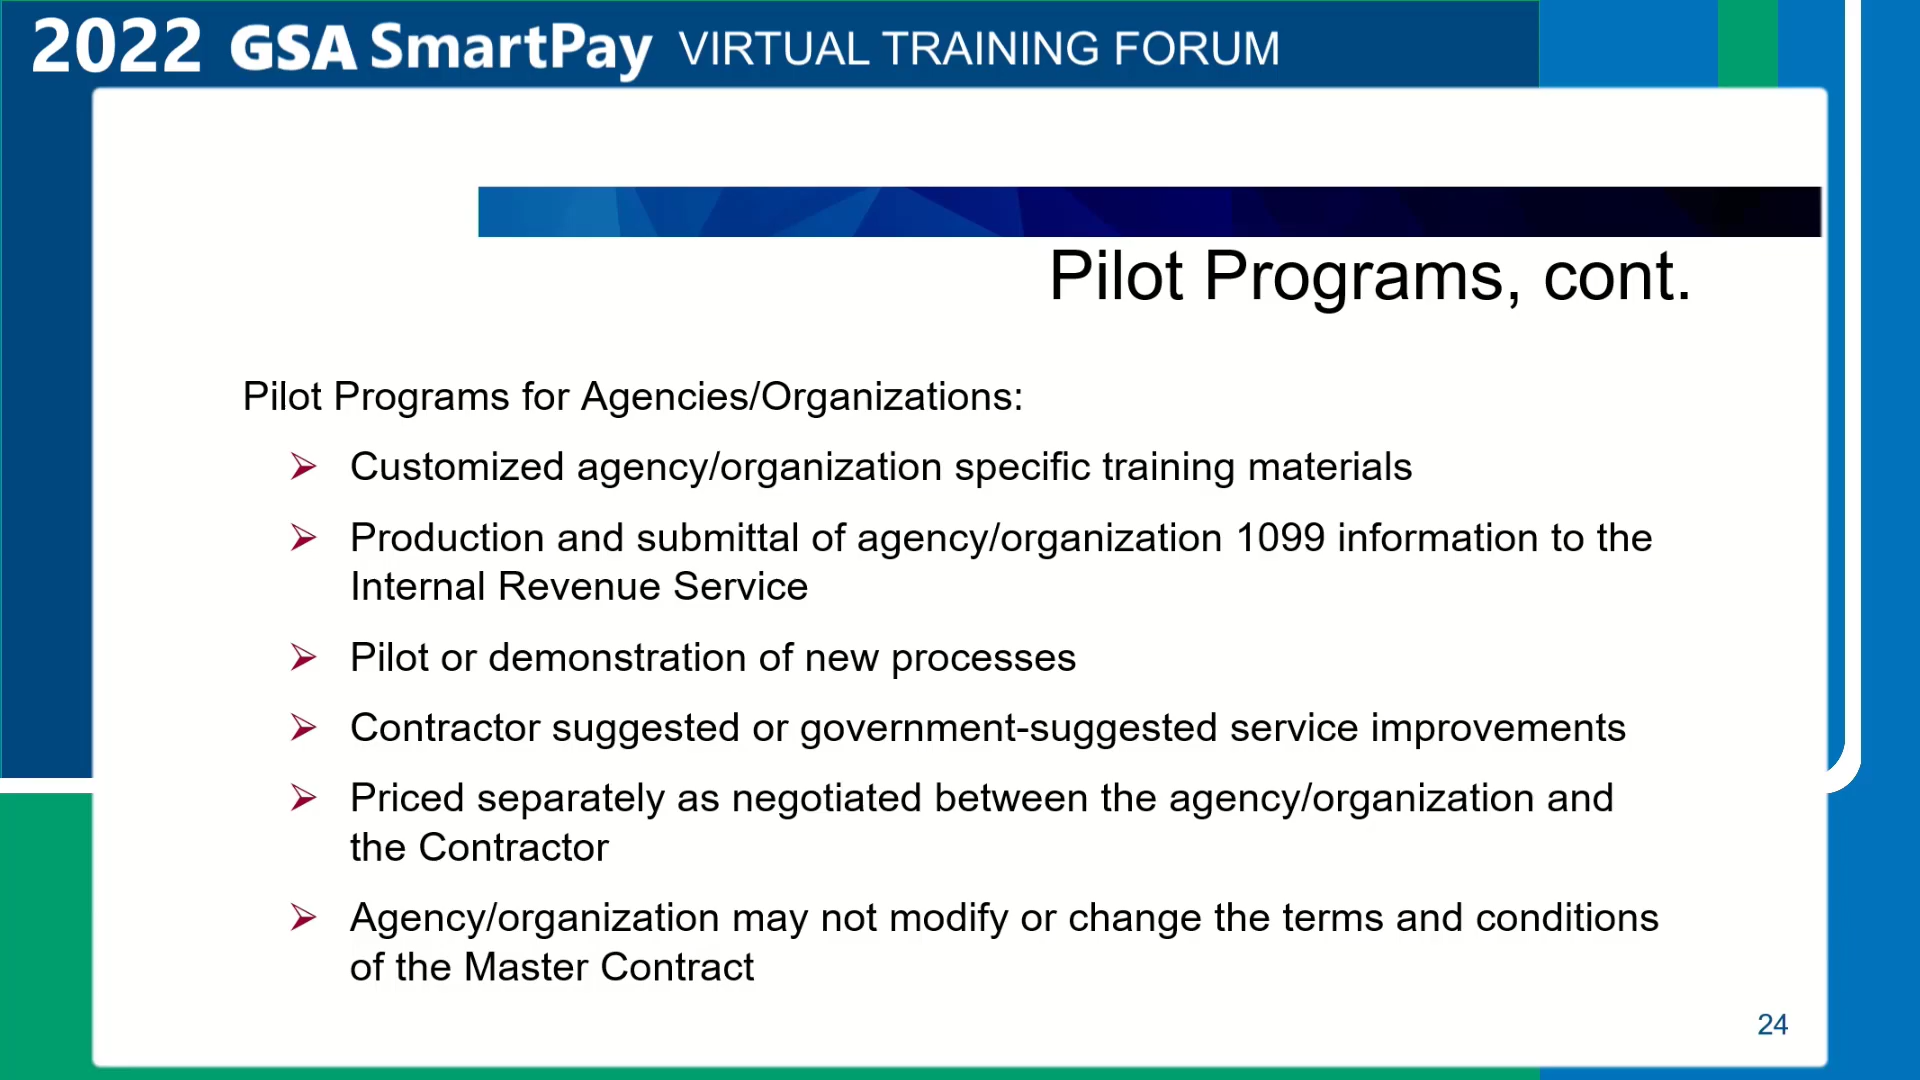 2022 GSA SmartPay VIRTUAL TRAINING FORUM
Pilot Programs, cont.
Pilot Programs for Agencies/Organizations:
Customized agency/organization specific training materials
Production and submittal of agency/organization 1099 information to the
Internal Revenue Service
Pilot or demonstration of new processes
Contractor suggested or government-suggested service improvements
Priced separately as negotiated between the agency/organization and
the Contractor
Agency/organization may not modify or change the terms and conditions
of the Master Contract
24